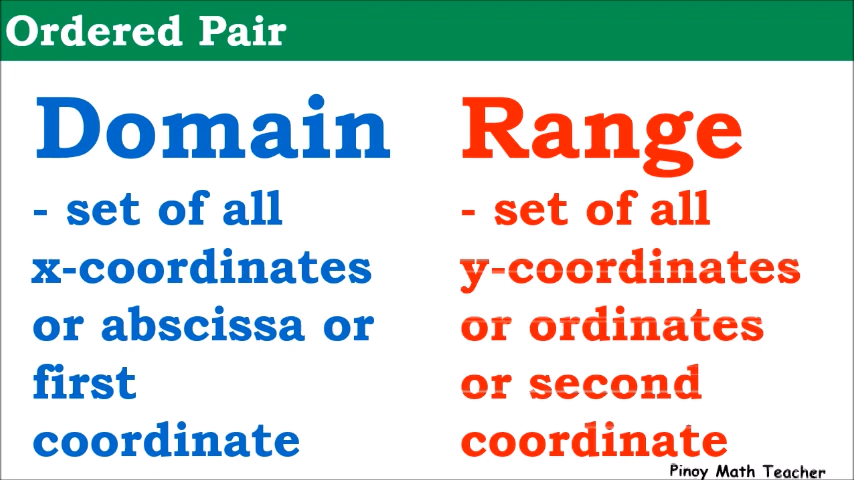 Ordered Pair
Domain
- set of all
x-coordinates
or abscissa or
first
coordinate
Range
- set of all
y-coordinates
or ordinates
or second
coordinate
Pinoy Math Teacher